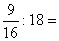 9/16 : 18 =